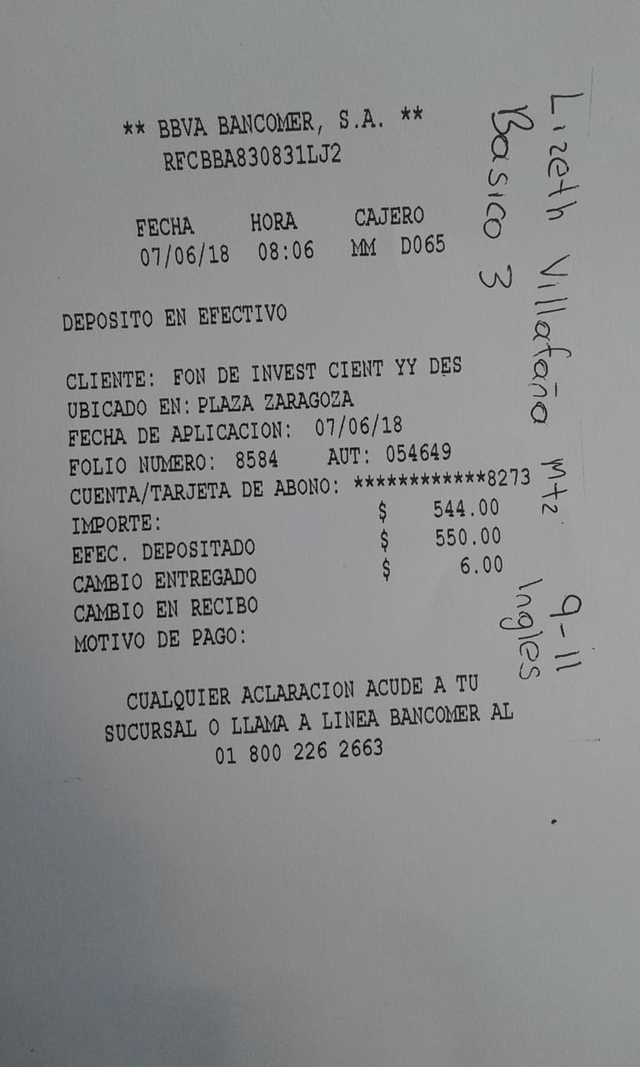 ** BBVA BANCOMER, S.A. **
RFCBBA830831LJ2
FECHA HORA CAJERO
07/06/18 08:06 MM D065
DEPOSITO EN EFECTIVO
CLIENTE: FON DE INVEST CIENT YY DES
UBICADO EN: PLAZA ZARAGOZA
FECHA DE APLICACION: 07/06/18
FOLIO NUMERO: 8584 AUT: 054649
CUENTA/TARJETA DE ABONO: ************8273
IMPORTE: $ 544.00
EFEC. DEPOSITADO $ 550.00
CAMBIO ENTREGADO $ 6.00
CAMBIO EN RECIBO
MOTIVO DE PAGO:
CUALQUIER ACLARACION ACUDE A TU
SUCURSAL O LLAMA A LINEA BANCOMER AL
01 800 226 2663
Lizeth Villafaña Mtz 9-11
Basico 3 Ingles